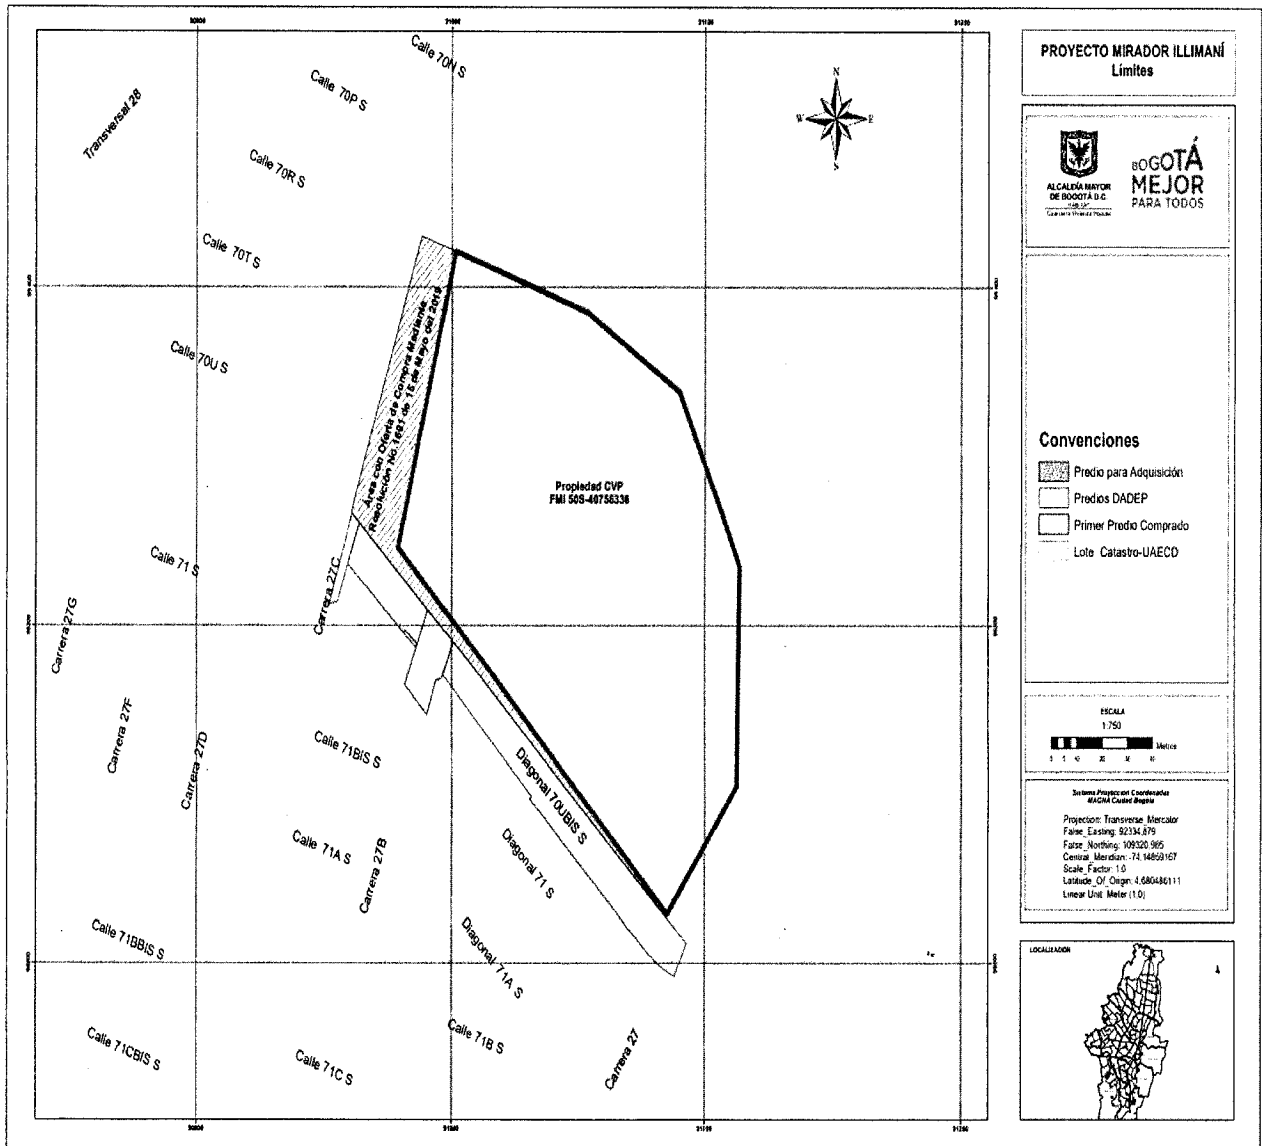 Calle 70N S
Calle 70P S
Transversal 28
Calle 70R S
Calle 70T S
Calle 70U S
Calle 71 S
N
W
E
S
Área con Oferta de Compra Mediante
Resolución No. 1681 de 15 de Mayo del 2019
Propiedad CVP
FMI 50S-40756336
Carrera 27G
Carrera 27C
Carrera 27F
Carrera 27D
Calle 71BIS S
Diagonal 70UBIS S
Calle 71A S
Carrera 27B
Diagonal 71 S
Calle 71BBIS S
Diagonal 71A S
Calle 71CBIS S
Calle 71C S
Calle 71B S
Carrera 27
PROYECTO MIRADOR ILLIMANÍ
Límites
ALCALDÍA MAYOR
DE BOGOTÁ D.C.
BOGOTÁ
MEJOR
PARA TODOS
Convenciones
Predio para Adquisición
Predios DADEP
Primer Predio Comprado
Lote Catastro-UAECD
ESCALA
1:750
Metros
Sistema Proyección Coordenadas
MAGNA Ciudad Bogotá
Projection: Transverse_Mercator
False_Easting: 92334,879
False_Northing: 109320,965
Central_Meridian: -74,14659167
Scale_Factor: 1.0
Latitude_Of_Origin: 4,680486111
Linear Unit: Meter (1.0)
LOCALIZACIÓN